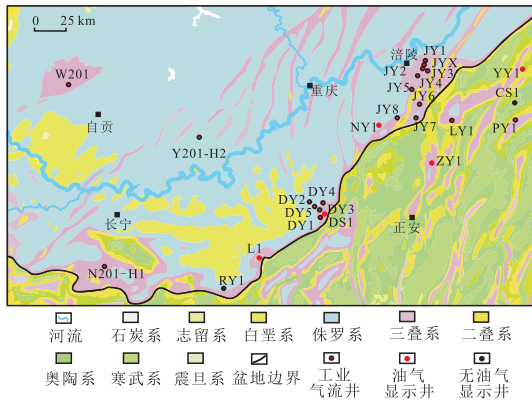 0 25 km
W201
自贡
Y201-H2
重庆
涪陵
JY1
JYX
JY2
JY3
JY4
JY5
JY6
JY8
JY7
NY1
LY1
YY1
CS1
PY1
ZY1
DY4
DY2
DY5
DY3
DY1
DS1
正安
长宁
L1
N201-H1
RY1
河流 石炭系 志留系 白垩系 侏罗系 三叠系 二叠系
奥陶系 寒武系 震旦系 盆地边界 工业气流井 油气显示井 无油气显示井